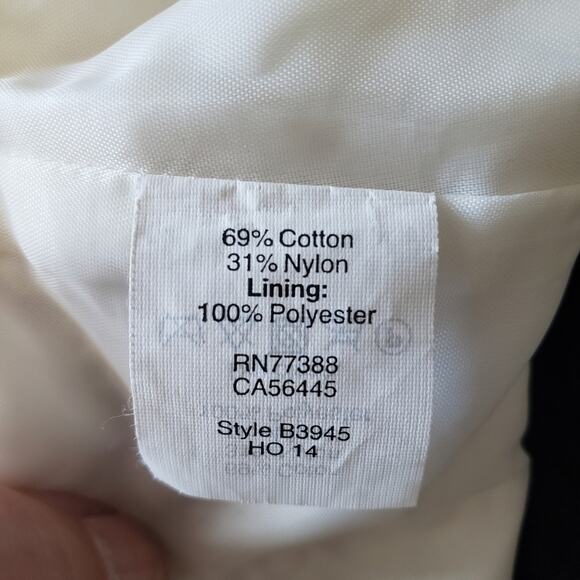 69% Cotton
31% Nylon
Lining:
100% Polyester
RN77388
CA56445
Style B3945
HO 14